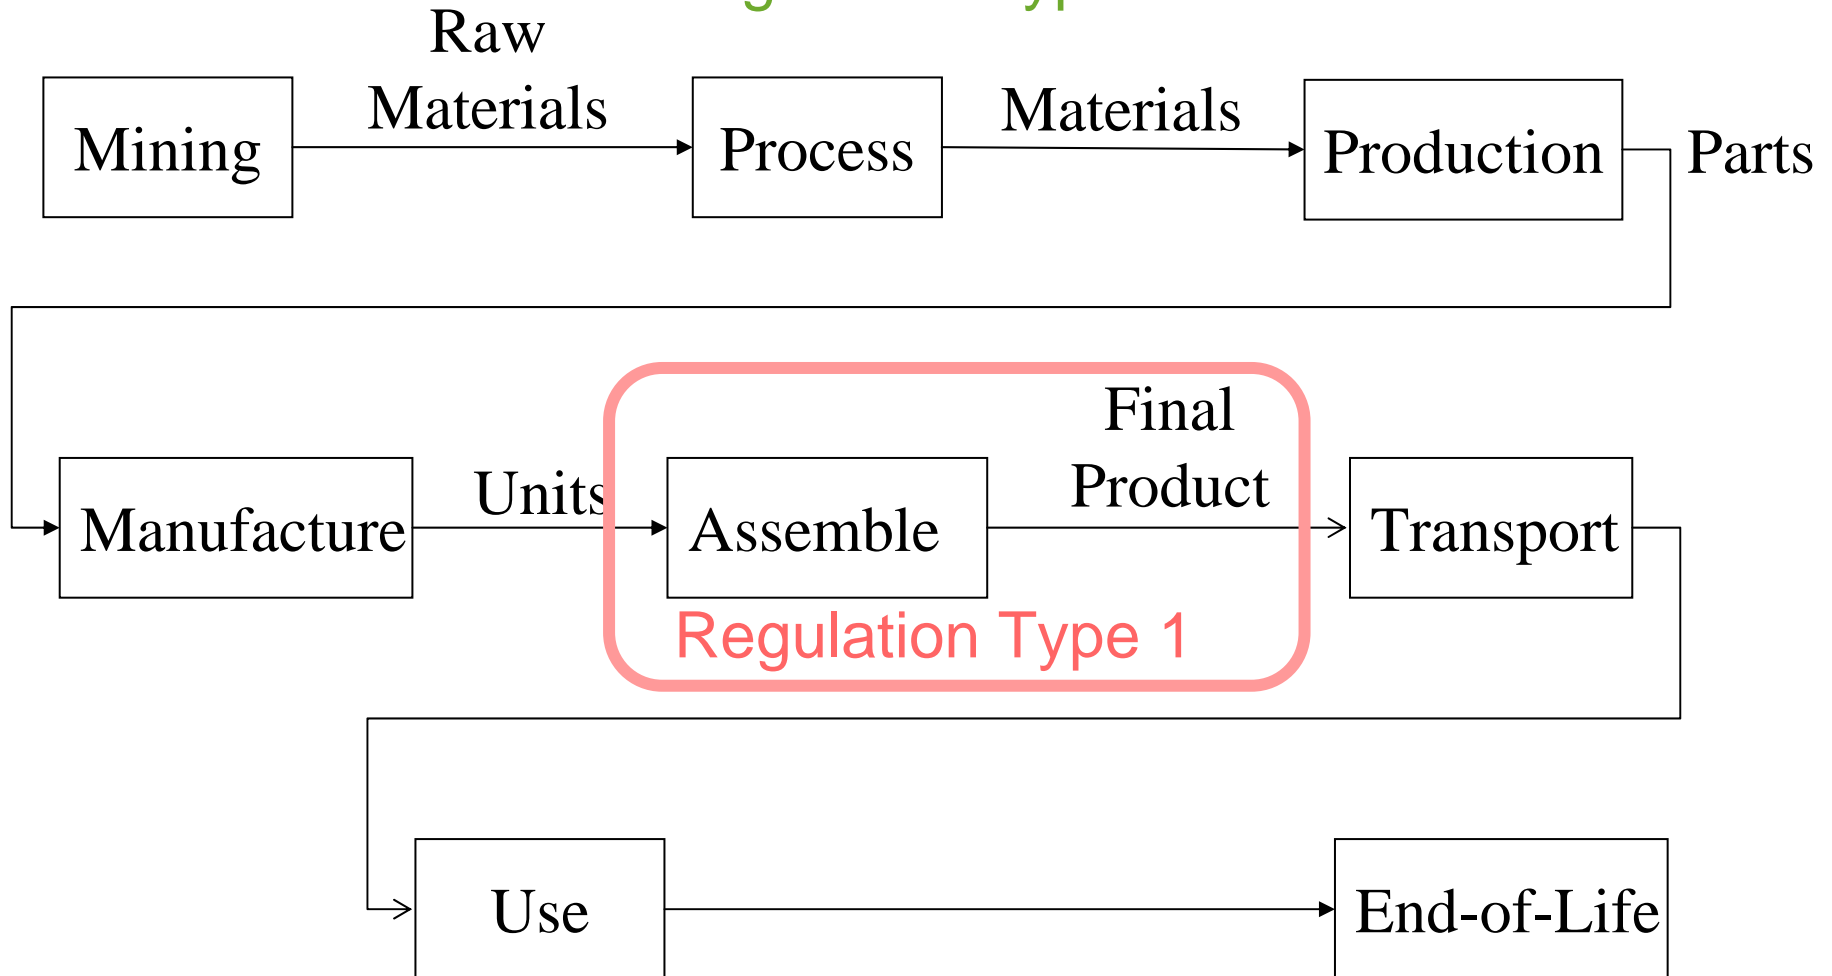 Raw
Materials
Mining
Process
Materials
Production
Parts
Final
Product
Units
Manufacture
Assemble
Transport
Regulation Type 1
Use
End-of-Life